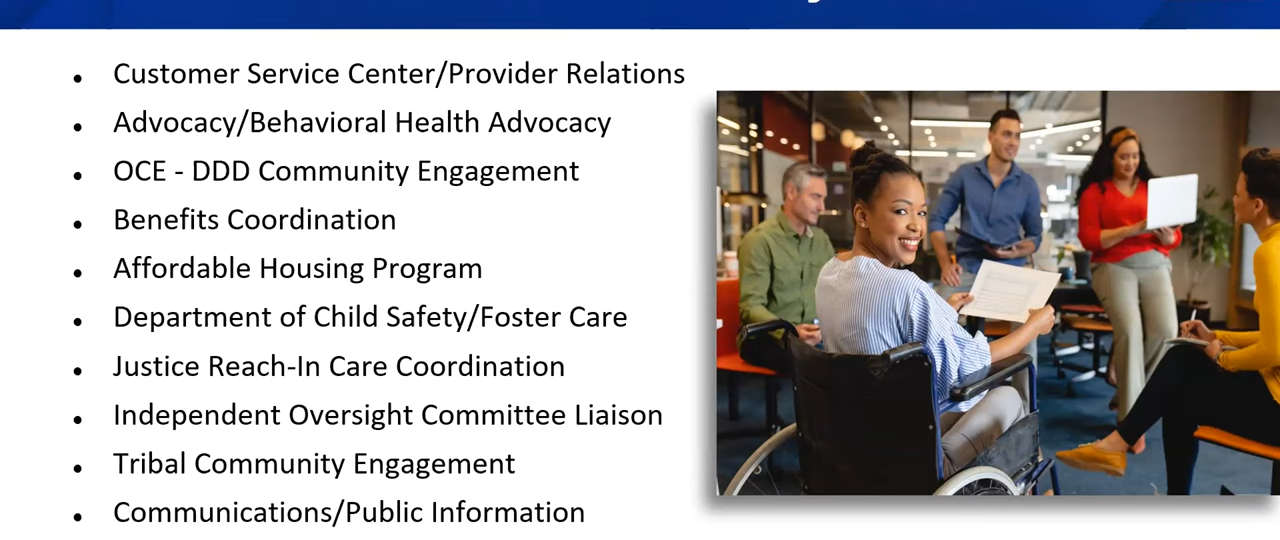 • Customer Service Center/Provider Relations
• Advocacy/Behavioral Health Advocacy
• OCE - DDD Community Engagement
• Benefits Coordination
• Affordable Housing Program
• Department of Child Safety/Foster Care
• Justice Reach-In Care Coordination
• Independent Oversight Committee Liaison
• Tribal Community Engagement
• Communications/Public Information